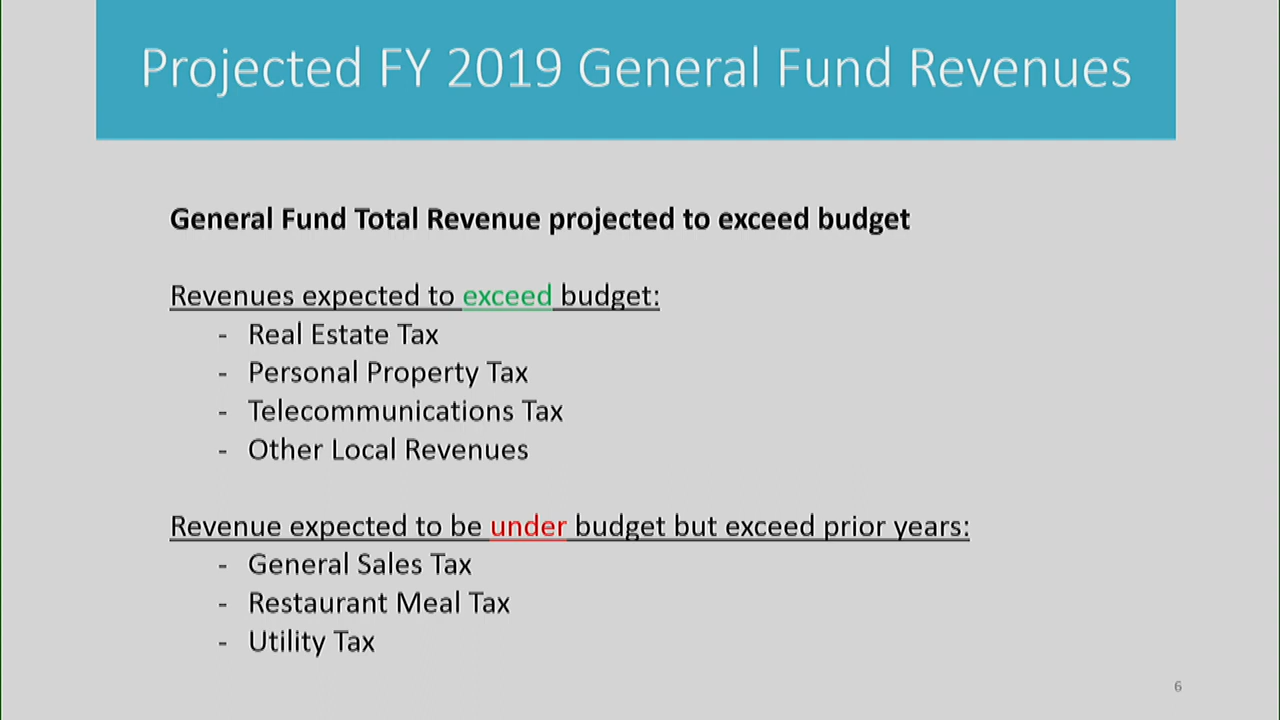 Projected FY 2019 General Fund Revenues
General Fund Total Revenue projected to exceed budget
Revenues expected to exceed budget:
- Real Estate Tax
- Personal Property Tax
- Telecommunications Tax
- Other Local Revenues
Revenue expected to be under budget but exceed prior years:
- General Sales Tax
- Restaurant Meal Tax
- Utility Tax
6